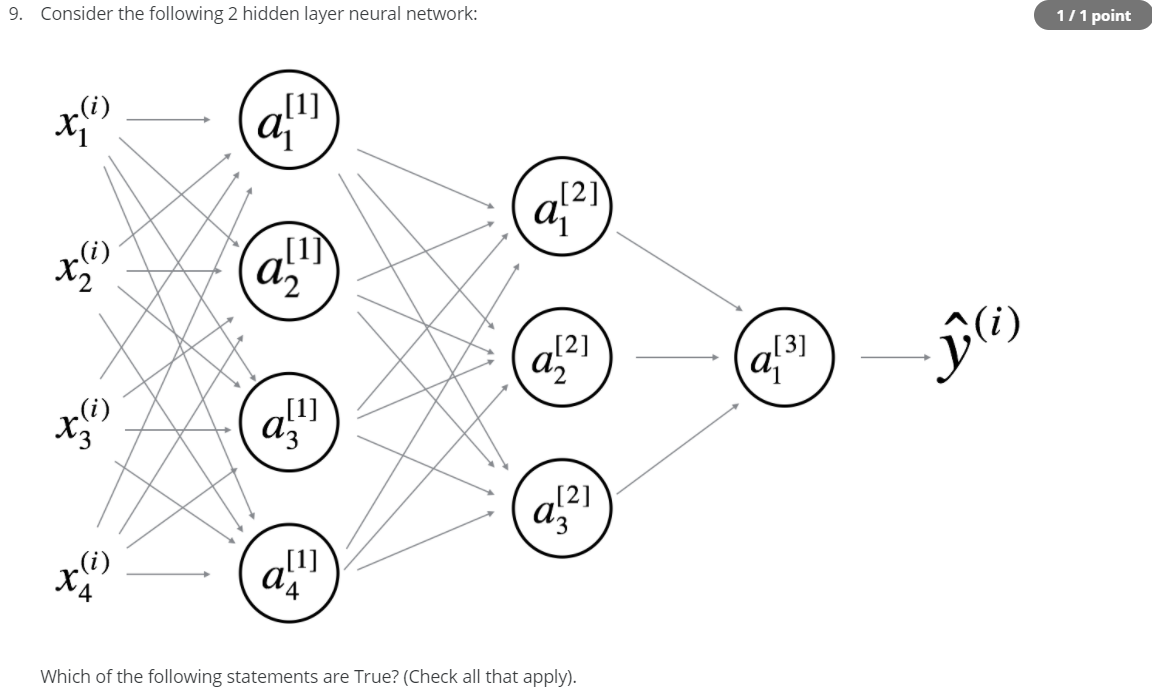 9. Consider the following 2 hidden layer neural network:
1 / 1 point
x₁⁽ⁱ⁾
a₁^[1]
a₁^[2]
x₂⁽ⁱ⁾
a₂^[1]
a₂^[2]
a₁^[3]
ŷ⁽ⁱ⁾
x₃⁽ⁱ⁾
a₃^[1]
a₃^[2]
x₄⁽ⁱ⁾
a₄^[1]
Which of the following statements are True? (Check all that apply).